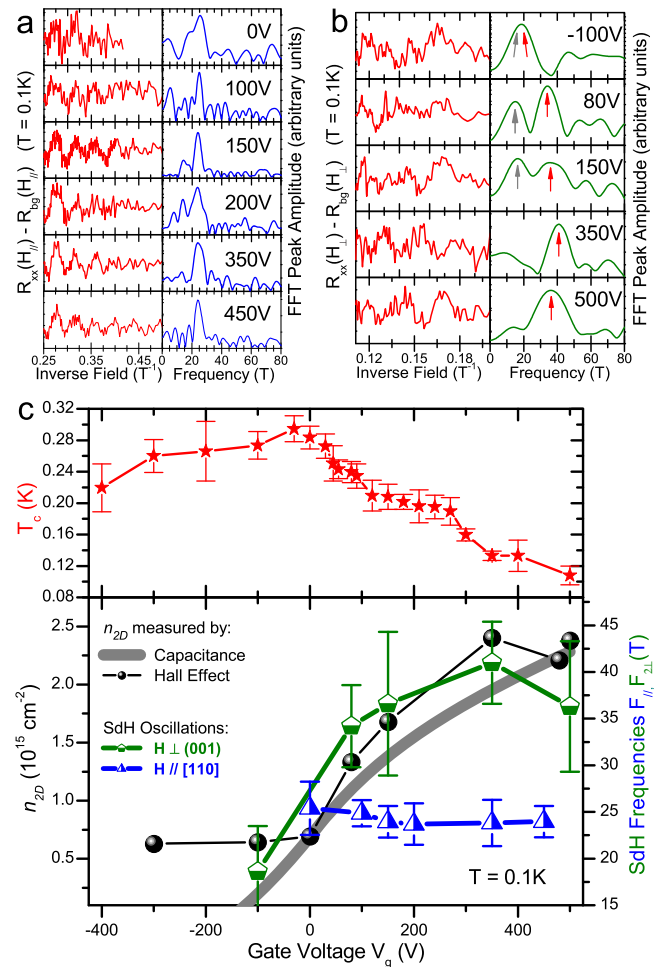 a
0V
100V
150V
200V
350V
450V
R_xx(H_//) - R_bg(H_//) (T = 0.1K)
FFT Peak Amplitude (arbitrary units)
0.25 0.35 0.45
0 20 40 60 80
Inverse Field (T^-1)
Frequency (T)
b
-100V
80V
150V
350V
500V
R_xx(H_⊥) - R_bg(H_⊥) (T = 0.1K)
FFT Peak Amplitude (arbitrary units)
0.12 0.15 0.18
0 20 40 60 80
Inverse Field (T^-1)
Frequency (T)
c
T_c (K)
0.32
0.28
0.24
0.20
0.16
0.12
0.08
n_2D measured by:
Capacitance
Hall Effect
SdH Oscillations:
H ⊥ (001)
H // [110]
T = 0.1K
n_2D (10^15 cm^-2)
2.5
2.0
1.5
1.0
0.5
SdH Frequencies F_//, F_2⊥(T)
45
40
35
30
25
20
15
-400 -200 0 200 400
Gate Voltage V_g (V)